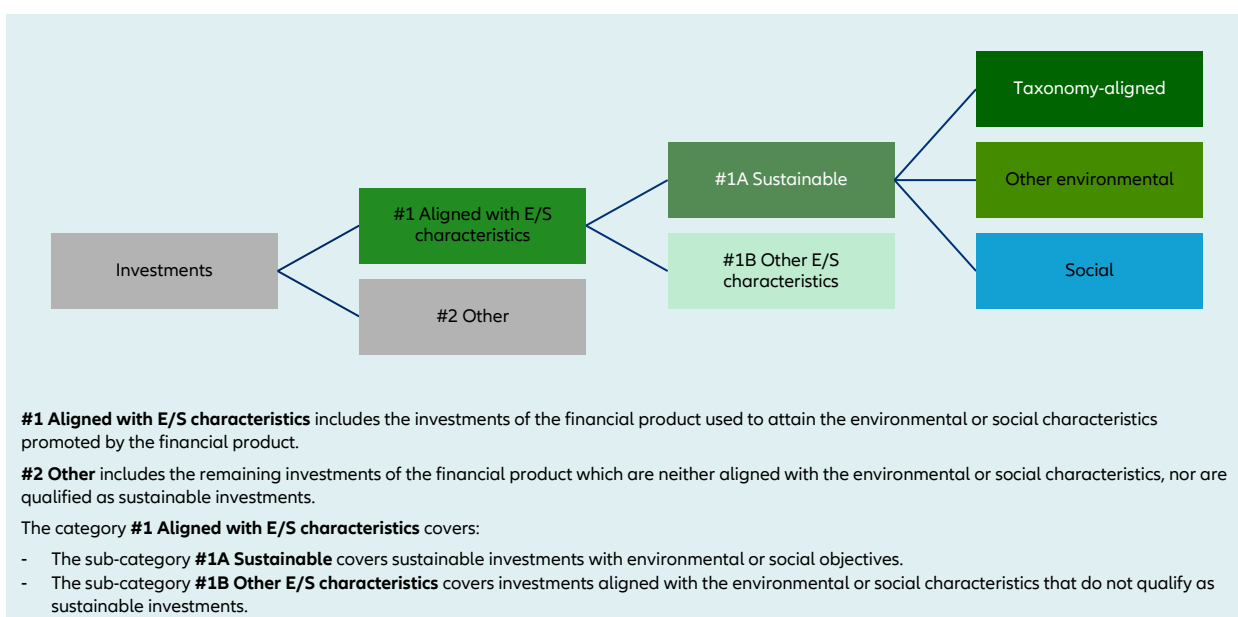 Taxonomy-aligned
#1A Sustainable
Other environmental
#1 Aligned with E/S
characteristics
Investments
#1B Other E/S
characteristics
Social
#2 Other
#1 Aligned with E/S characteristics includes the investments of the financial product used to attain the environmental or social characteristics
promoted by the financial product.
#2 Other includes the remaining investments of the financial product which are neither aligned with the environmental or social characteristics, nor are
qualified as sustainable investments.
The category #1 Aligned with E/S characteristics covers:
- The sub-category #1A Sustainable covers sustainable investments with environmental or social objectives.
- The sub-category #1B Other E/S characteristics covers investments aligned with the environmental or social characteristics that do not qualify as
sustainable investments.